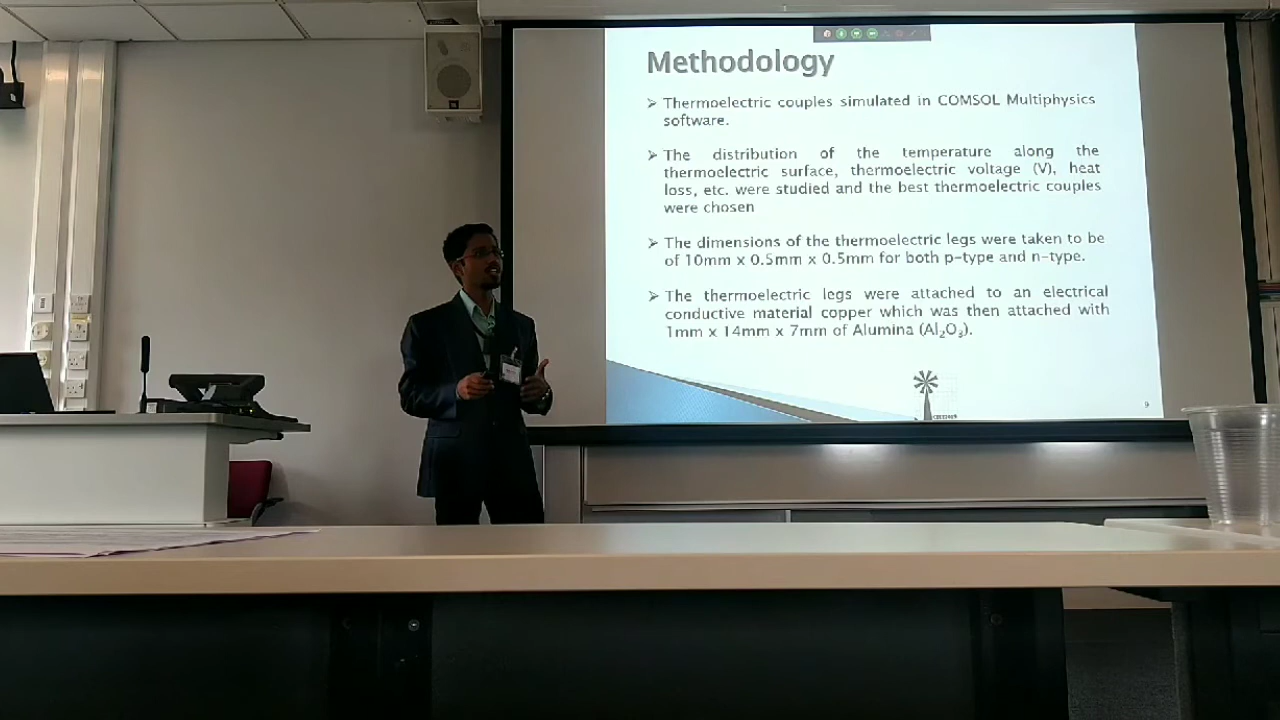 Methodology
➢ Thermoelectric couples simulated in COMSOL Multiphysics
software.
➢ The distribution of the temperature along the
thermoelectric surface, thermoelectric voltage (V), heat
loss, etc. were studied and the best thermoelectric couples
were chosen
➢ The dimensions of the thermoelectric legs were taken to be
of 10mm x 0.5mm x 0.5mm for both p-type and n-type.
➢ The thermoelectric legs were attached to an electrical
conductive material copper which was then attached with
1mm x 14mm x 7mm of Alumina (Al₂O₃).
9